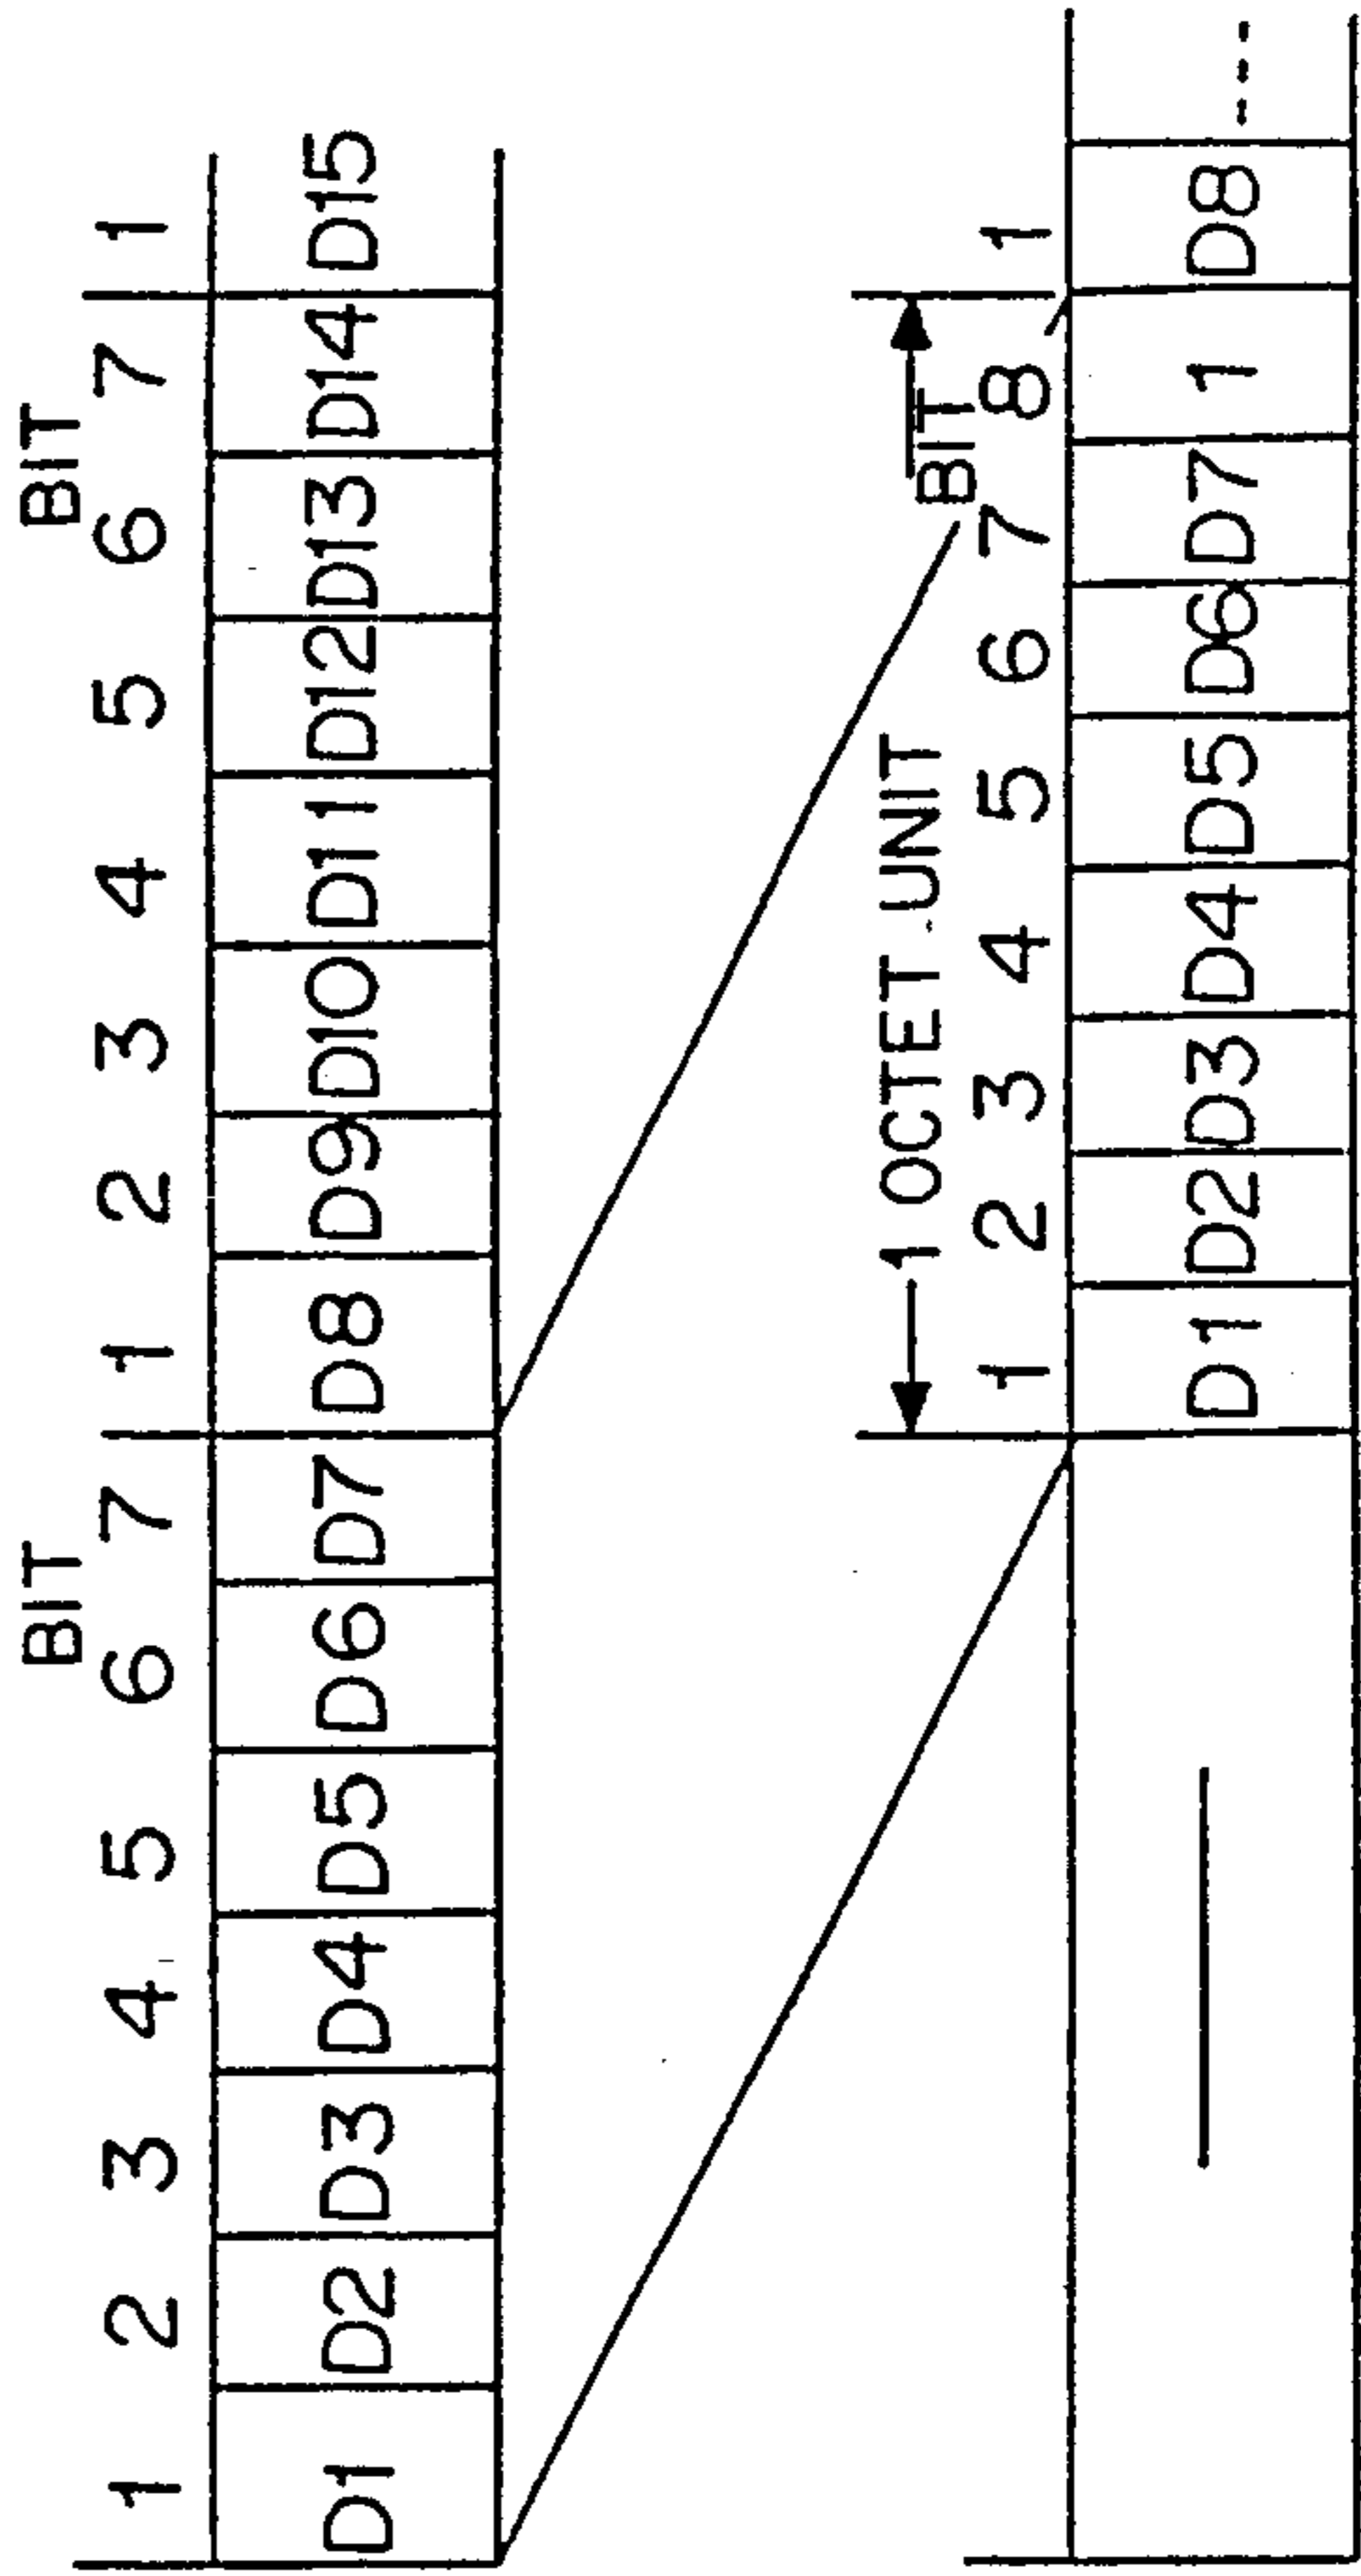 BIT BIT
1 2 3 4 5 6 7 1 2 3 4 5 6 7 1
D1 D2 D3 D4 D5 D6 D7 D8 D9 D10 D11 D12 D13 D14 D15
1 OCTET UNIT
BIT
1 2 3 4 5 6 7 8 1
D1 D2 D3 D4 D5 D6 D7 1 D8 ---